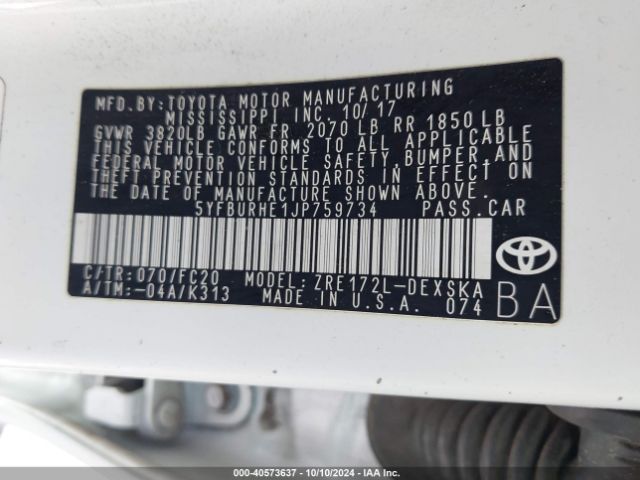 MFD. BY: TOYOTA MOTOR MANUFACTURING
MISSISSIPPI INC. 10/17
GVWR 3820LB GAWR FR 2070 LB RR 1850 LB
THIS VEHICLE CONFORMS TO ALL APPLICABLE
FEDERAL MOTOR VEHICLE SAFETY, BUMPER, AND
THEFT PREVENTION STANDARDS IN EFFECT ON
THE DATE OF MANUFACTURE SHOWN ABOVE.
5YFBURHE1JP759734 PASS. CAR
C/TR: 070/FC20 MODEL: ZRE172L-DEXSKA
A/TM: -04A/K313 MADE IN U.S.A. 074
BA
000-40573637 - 10/10/2024 - IAA Inc.